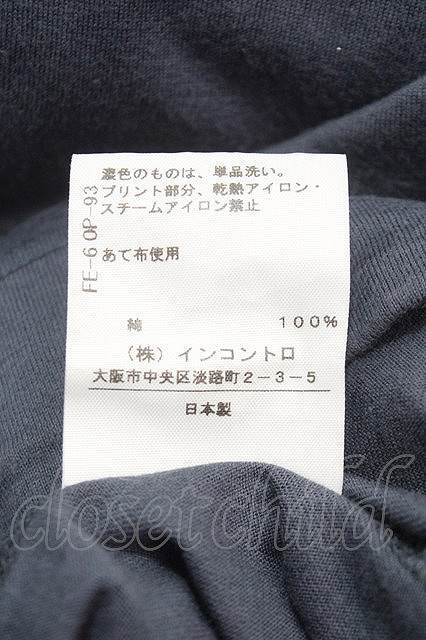 濃色のものは、単品洗い。
プリント部分、乾熱アイロン・
スチームアイロン禁止
あて布使用
FE-6 OP-93
綿 100%
(株)インコントロ
大阪市中央区淡路町2-3-5
日本製
closet child